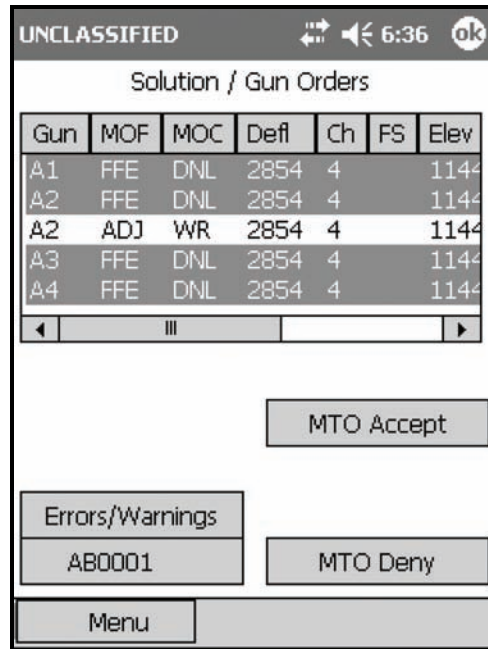 UNCLASSIFIED 6:36 ok
Solution / Gun Orders
Gun MOF MOC Defl Ch FS Elev
A1 FFE DNL 2854 4 1144
A2 FFE DNL 2854 4 1144
A2 ADJ WR 2854 4 1144
A3 FFE DNL 2854 4 1144
A4 FFE DNL 2854 4 1144
MTO Accept
Errors/Warnings
AB0001 MTO Deny
Menu